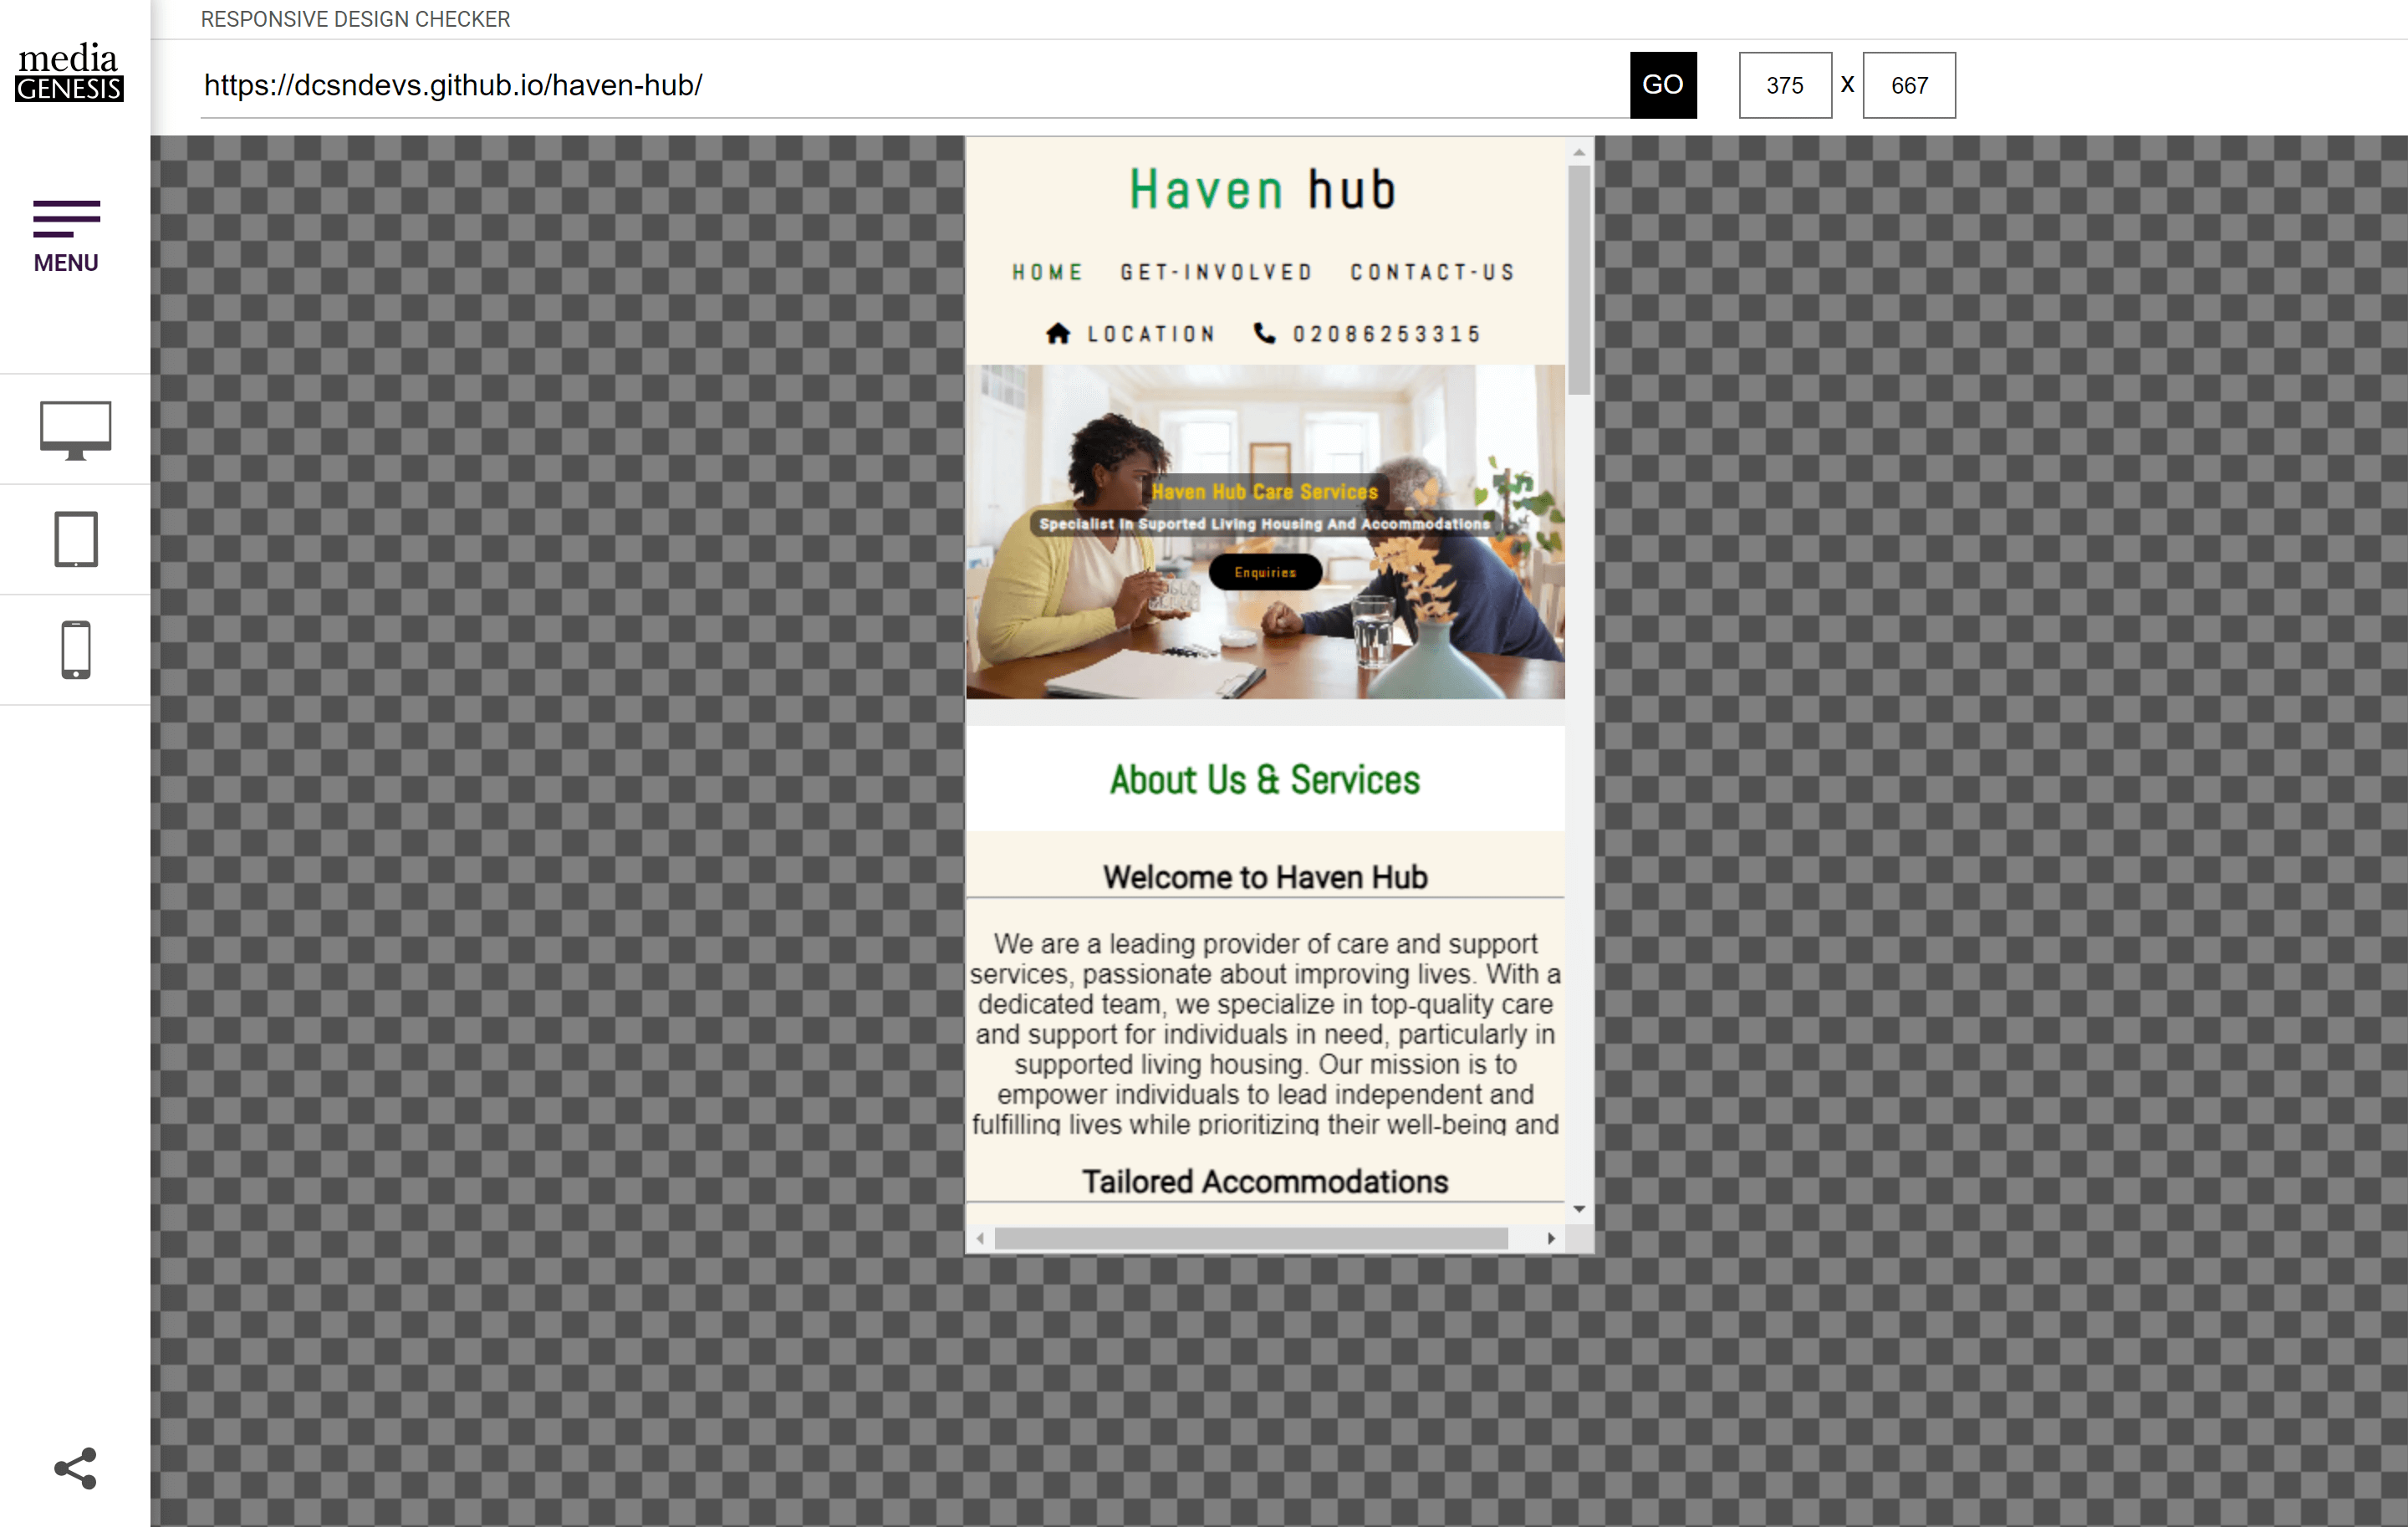 RESPONSIVE DESIGN CHECKER
media
GENESIS
https://dcsndevs.github.io/haven-hub/
GO
375 x 667
MENU
Haven hub
HOME GET-INVOLVED CONTACT-US
LOCATION 02086253315
Haven Hub Care Services
Specialist In Suported Living Housing And Accommodations
Enquiries
About Us & Services
Welcome to Haven Hub
We are a leading provider of care and support
services, passionate about improving lives. With a
dedicated team, we specialize in top-quality care
and support for individuals in need, particularly in
supported living housing. Our mission is to
empower individuals to lead independent and
fulfilling lives while prioritizing their well-being and
Tailored Accommodations